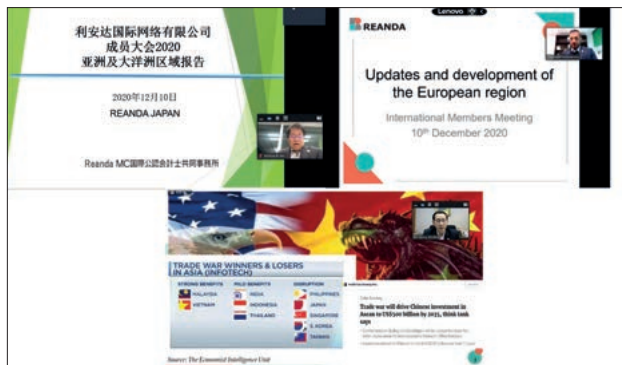 利安达国际网络有限公司
成员大会2020
亚洲及大洋洲区域报告
2020年12月10日
REANDA JAPAN
Reanda MC国際公認会計士共同事務所
Lenovo
REANDA
Updates and development of
the European region
International Members Meeting
10th December 2020
TRADE WAR WINNERS & LOSERS
IN ASIA (INFOTECH)
STRONG BENEFITS
MALAYSIA
VIETNAM
MILD BENEFITS
INDIA
INDONESIA
THAILAND
DISRUPTION
PHILIPPINES
JAPAN
SINGAPORE
S. KOREA
TAIWAN
Source: The Economist Intelligence Unit
Trade war will drive Chinese investment in
Asean to US$500 billion by 2035, think tank
says